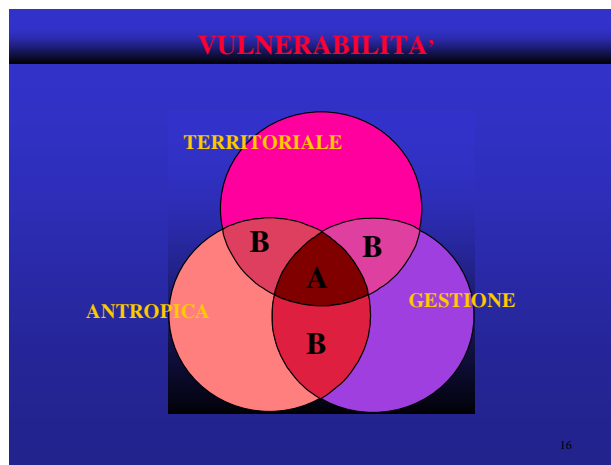 VULNERABILITA'
TERRITORIALE
B
B
A
ANTROPICA
GESTIONE
B
16